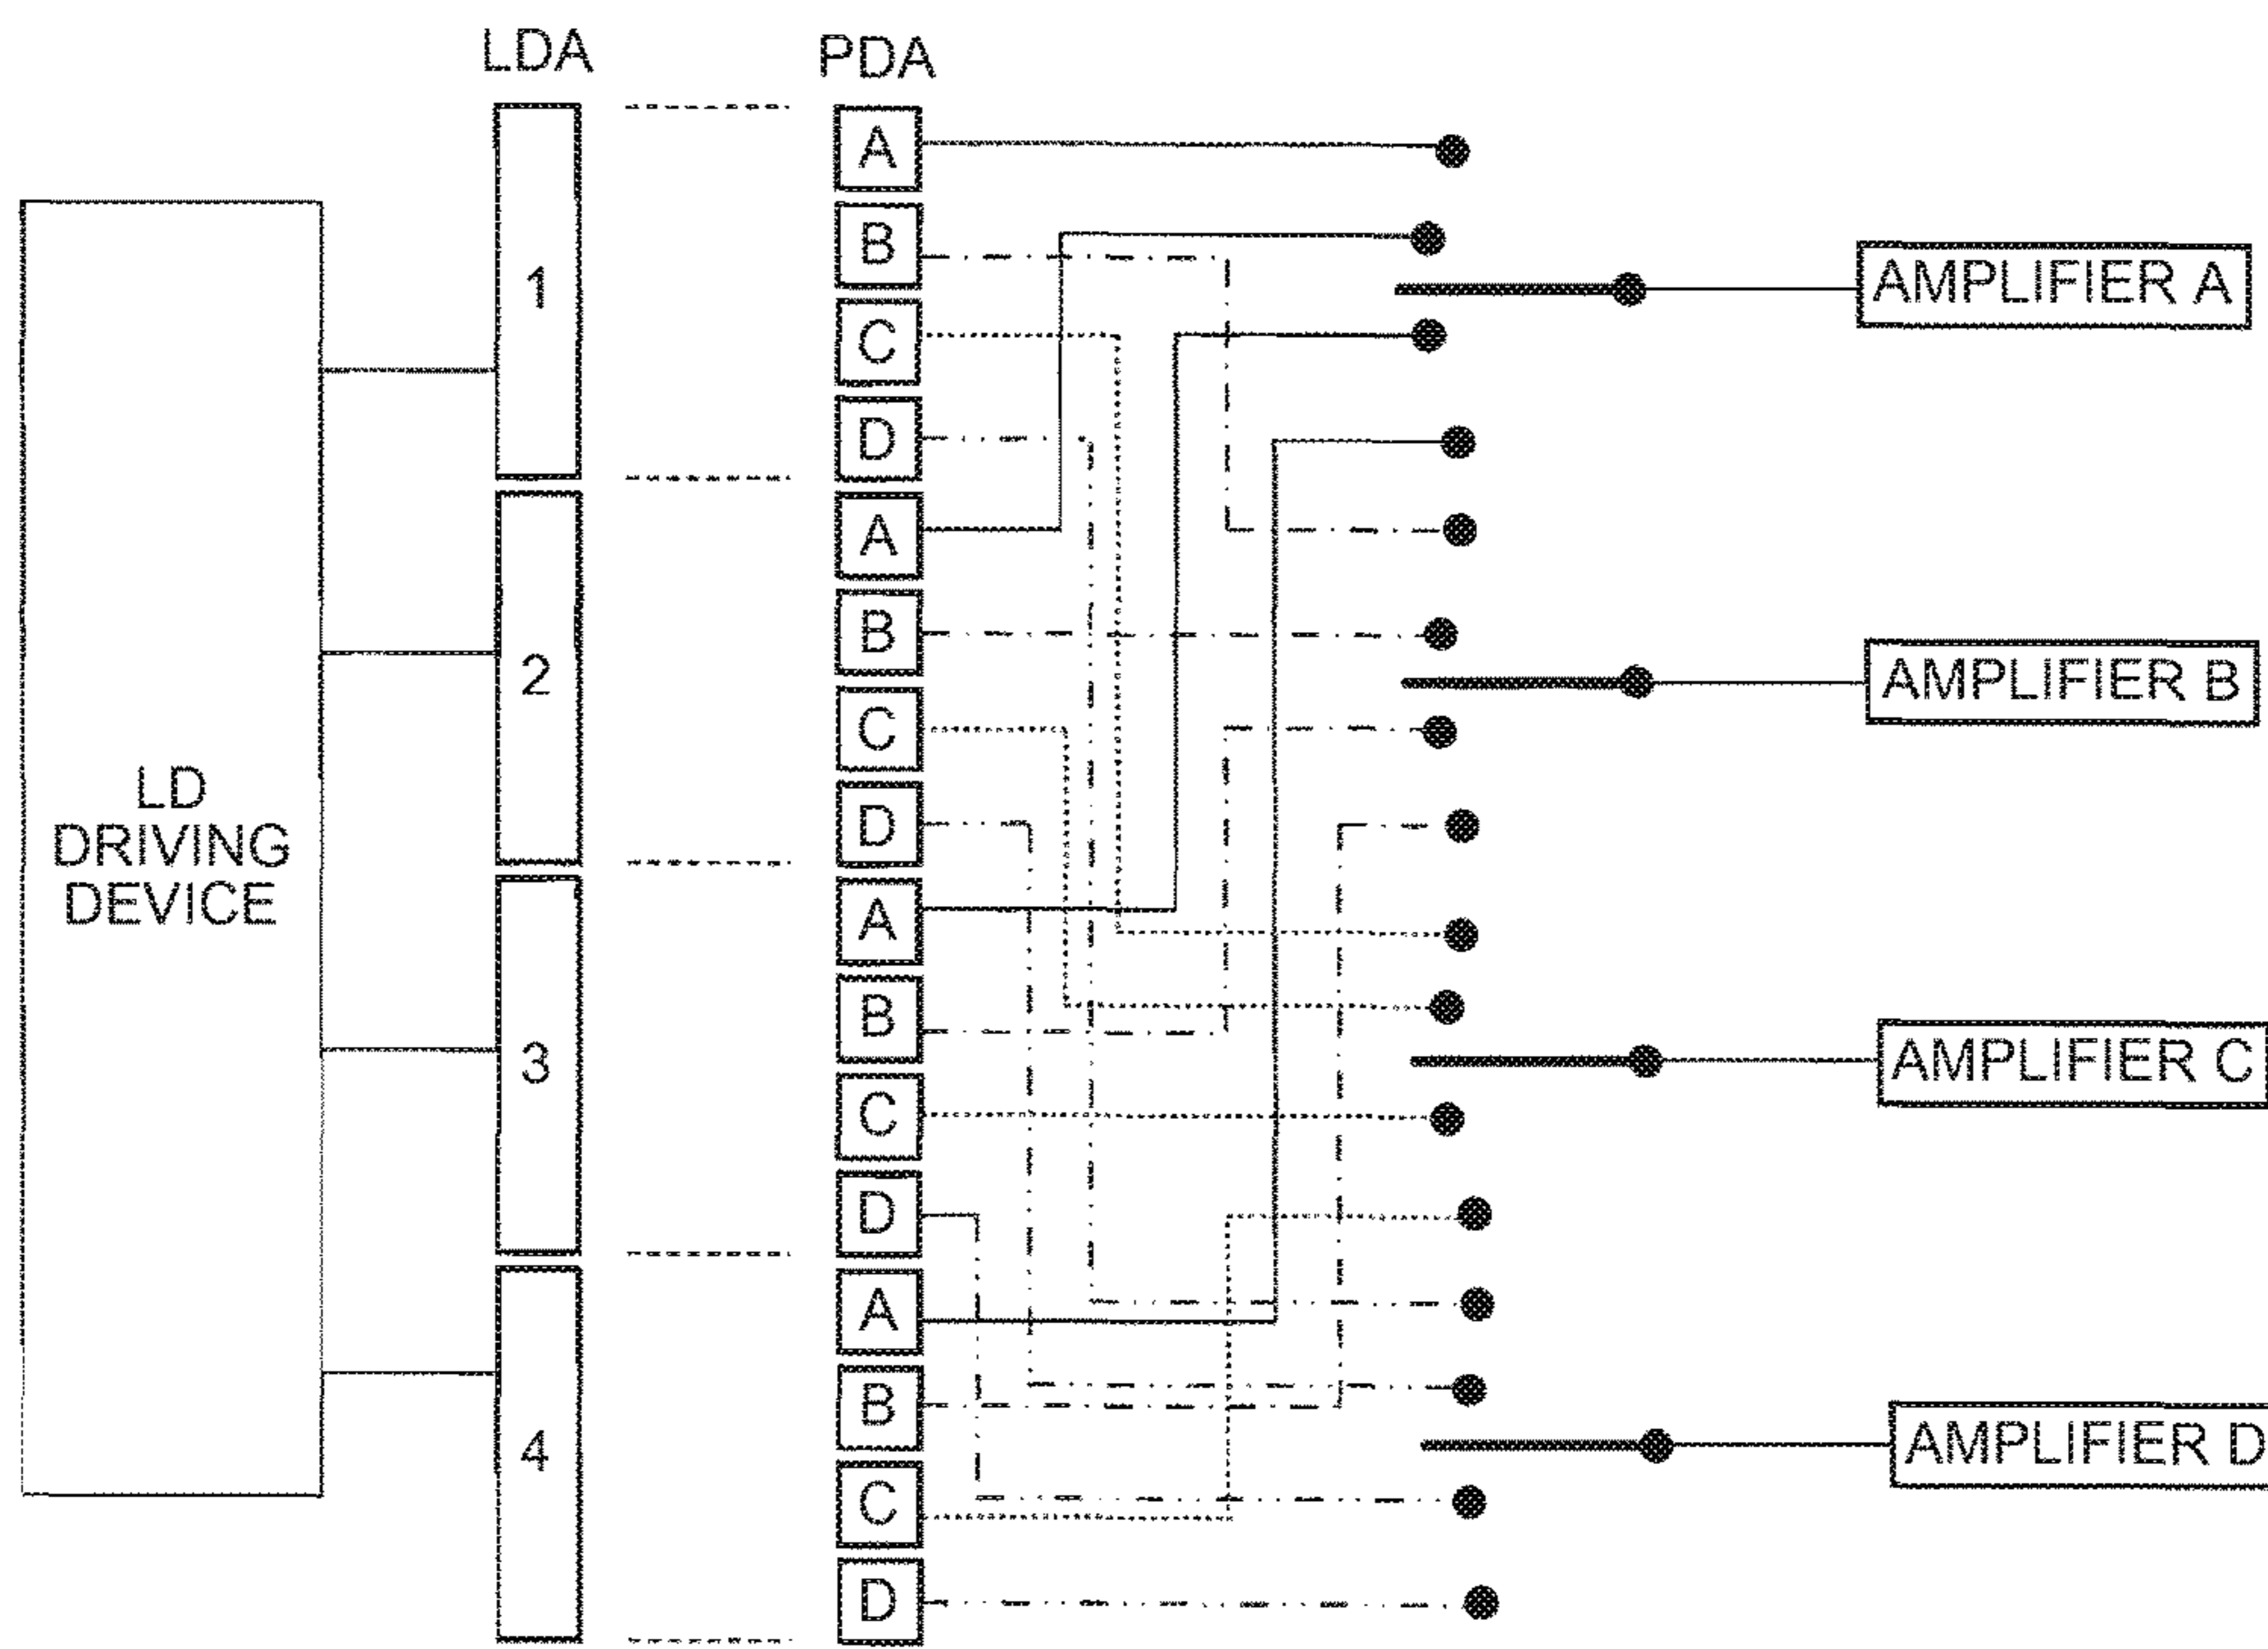 LDA
PDA
LD
DRIVING
DEVICE
1
2
3
4
A
B
C
D
A
B
C
D
A
B
C
D
A
B
C
D
AMPLIFIER A
AMPLIFIER B
AMPLIFIER C
AMPLIFIER D